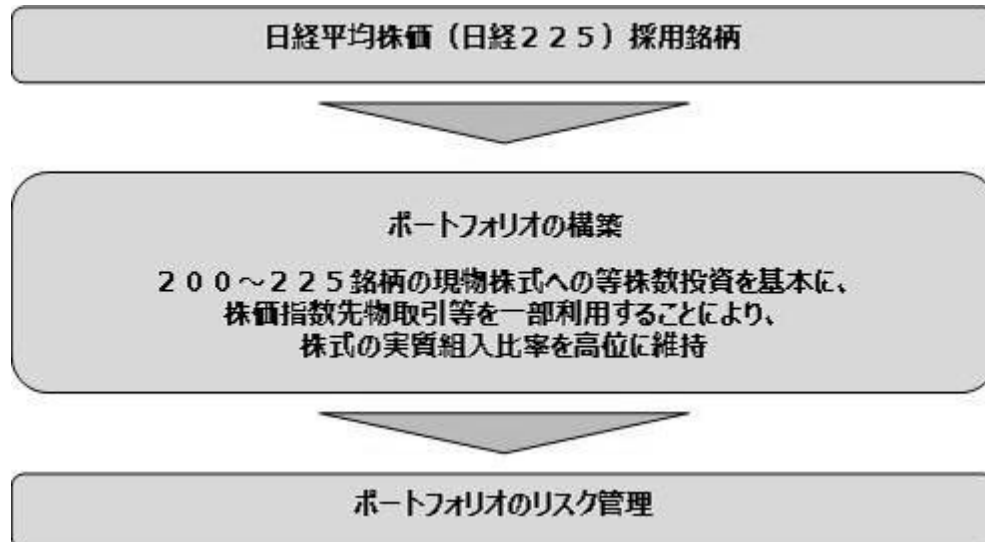 日経平均株価（日経２２５）採用銘柄
ポートフォリオの構築
２００～２２５銘柄の現物株式への等株数投資を基本に、
株価指数先物取引等を一部利用することにより、
株式の実質組入比率を高位に維持
ポートフォリオのリスク管理